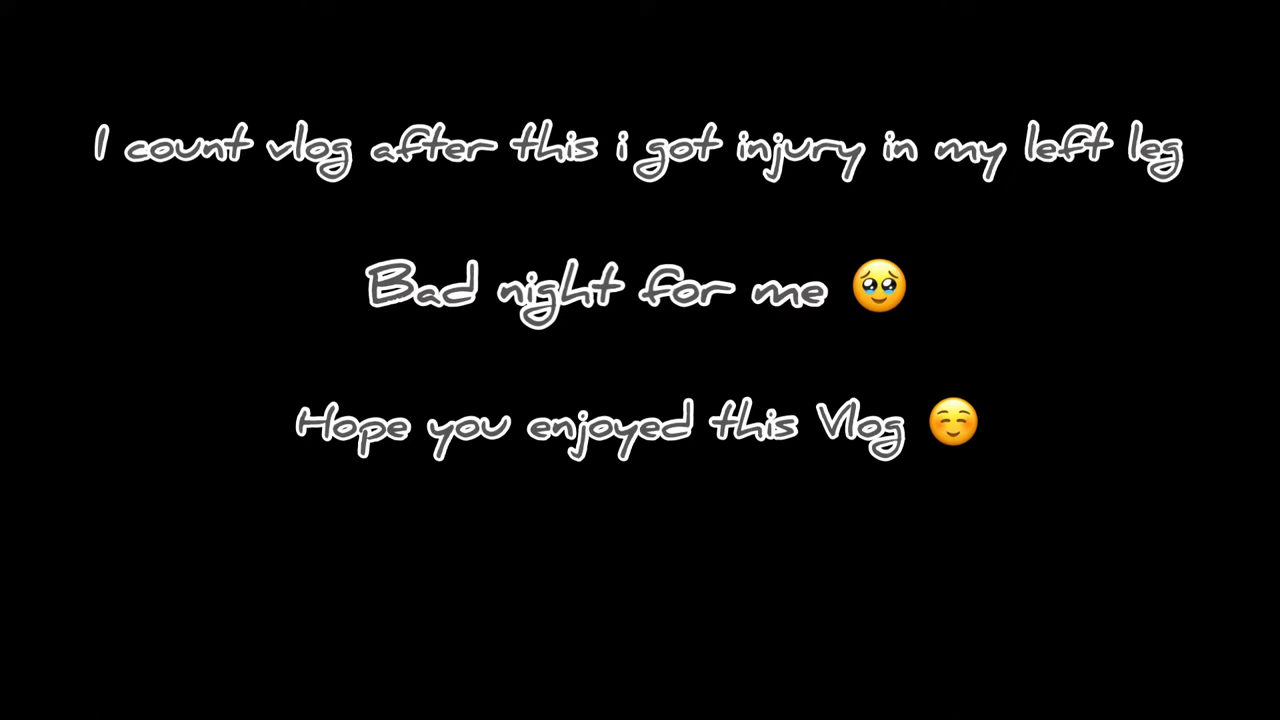 I count vlog after this i got injury in my left leg
Bad night for me 🥹
Hope you enjoyed this Vlog ☺️